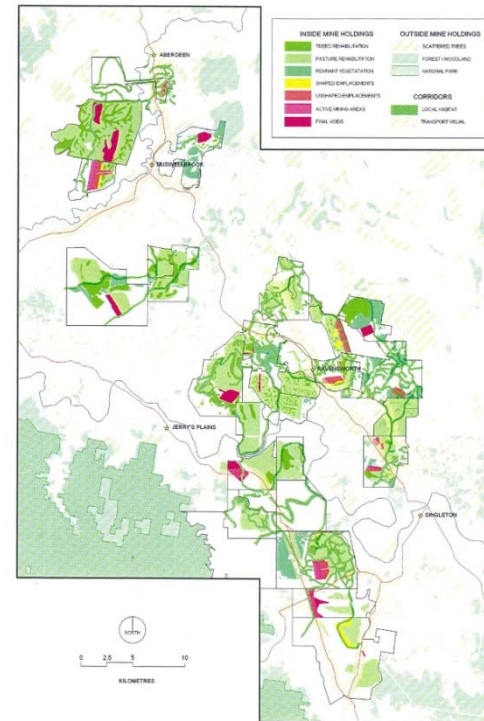 INSIDE MINE HOLDINGS
TREED REHABILITATION
PASTURE REHABILITATION
REMNANT VEGETATATION
SHAPED EMPLACEMENTS
UNSHAPED EMPLACEMENTS
ACTIVE MINING AREAS
FINAL VOIDS
OUTSIDE MINE HOLDINGS
SCATTERED TREES
FOREST / WOODLAND
NATIONAL PARK
CORRIDORS
LOCAL HABITAT
TRANSPORT VISUAL
ABERDEEN
MUSWELLBROOK
RAVENSWORTH
JERRY'S PLAINS
SINGLETON
NORTH
0 2.5 5 10
KILOMETRES